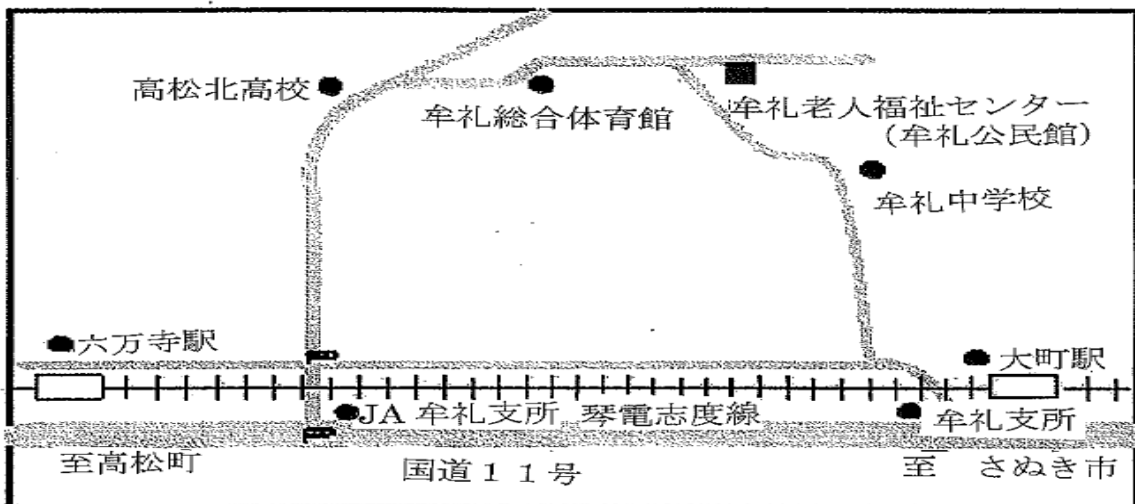 高松北高校
牟礼総合体育館
牟礼老人福祉センター
(牟礼公民館)
牟礼中学校
六万寺駅
大町駅
JA 牟礼支所
琴電志度線
牟礼支所
至高松町
国道11号
至 さぬき市